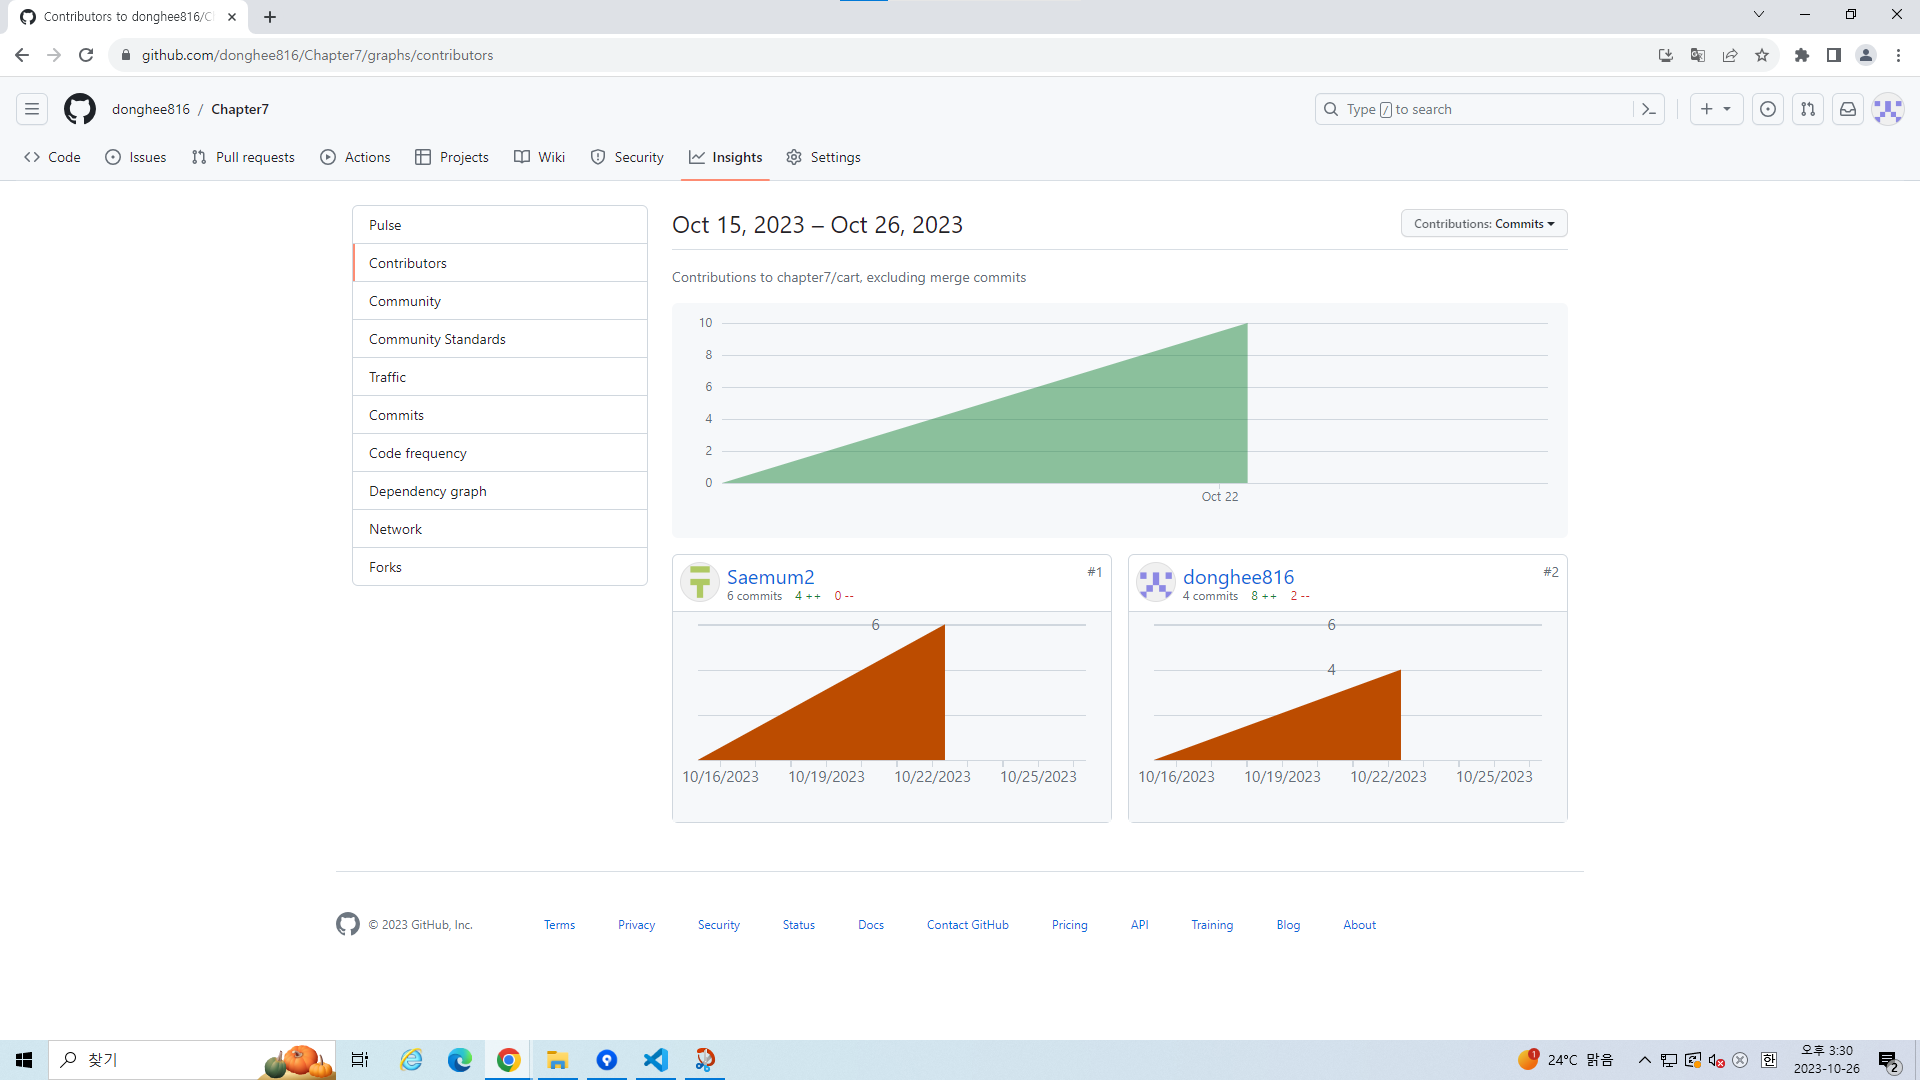 Contributors to donghee816/C
github.com/donghee816/Chapter7/graphs/contributors
donghee816 / Chapter7
Type / to search
Code Issues Pull requests Actions Projects Wiki Security Insights Settings
Pulse
Contributors
Community
Community Standards
Traffic
Commits
Code frequency
Dependency graph
Network
Forks
Oct 15, 2023 – Oct 26, 2023
Contributions: Commits
Contributions to chapter7/cart, excluding merge commits
10
8
6
4
2
0
Oct 22
Saemum2
#1
6 commits 4 ++ 0 --
6
10/16/2023 10/19/2023 10/22/2023 10/25/2023
donghee816
#2
4 commits 8 ++ 2 --
6
4
10/16/2023 10/19/2023 10/22/2023 10/25/2023
© 2023 GitHub, Inc. Terms Privacy Security Status Docs Contact GitHub Pricing API Training Blog About
찾기
1
24°C 맑음
한
오후 3:30
2023-10-26
2